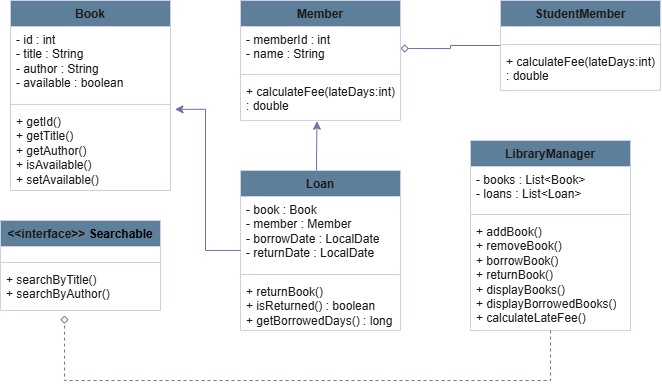 Book
- id : int
- title : String
- author : String
- available : boolean
+ getId()
+ getTitle()
+ getAuthor()
+ isAvailable()
+ setAvailable()
Member
- memberId : int
- name : String
+ calculateFee(lateDays:int)
: double
StudentMember
+ calculateFee(lateDays:int)
: double
<<interface>> Searchable
+ searchByTitle()
+ searchByAuthor()
Loan
- book : Book
- member : Member
- borrowDate : LocalDate
- returnDate : LocalDate
+ returnBook()
+ isReturned() : boolean
+ getBorrowedDays() : long
LibraryManager
- books : List<Book>
- loans : List<Loan>
+ addBook()
+ removeBook()
+ borrowBook()
+ returnBook()
+ displayBooks()
+ displayBorrowedBooks()
+ calculateLateFee()